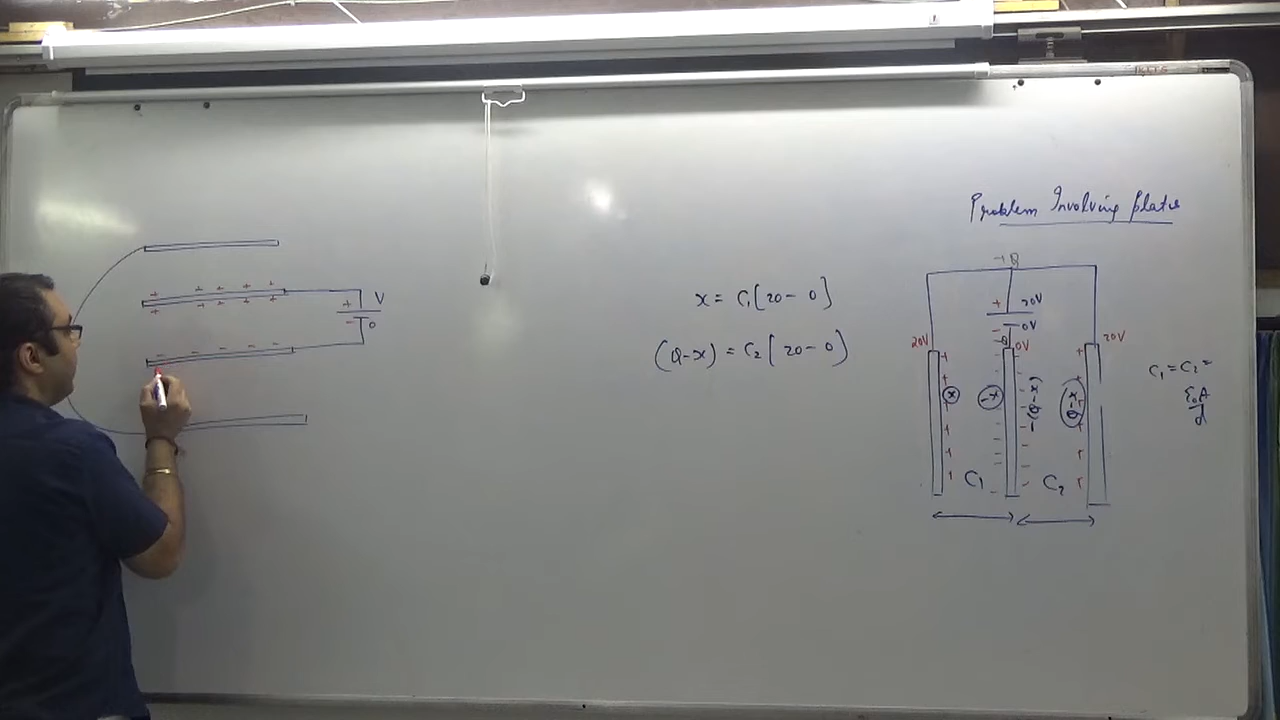 Problem Involving plates
+ V
- 0
x = C₁[20 - 0]
(Q-x) = C₂[20 - 0]
+Q
+ 20V
- 0V
-Q
20V
0V
20V
x
-x
-(Q-x)
Q-x
C₁
C₂
C₁ = C₂ =
ε₀A
d